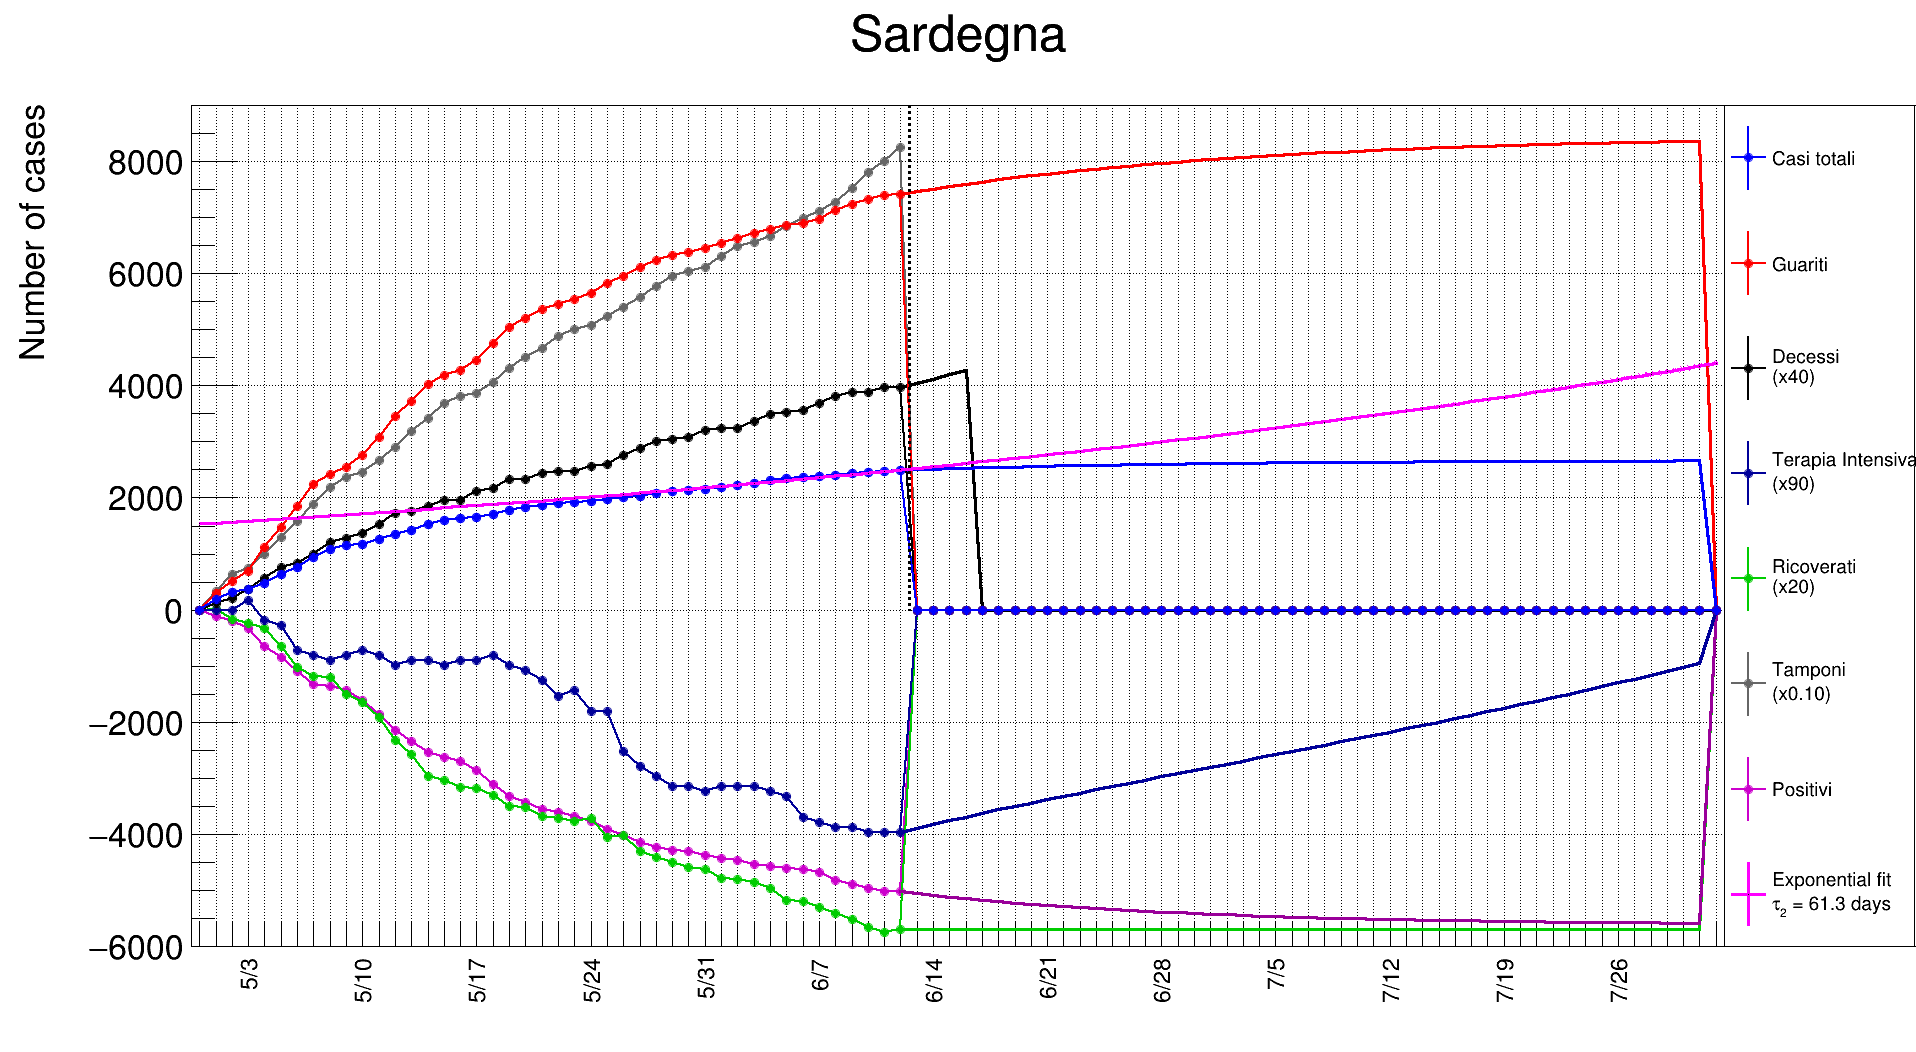 Sardegna
Number of cases
8000
6000
4000
2000
0
−2000
−4000
−6000
5/3
5/10
5/17
5/24
5/31
6/7
6/14
6/21
6/28
7/5
7/12
7/19
7/26
Casi totali
Guariti
Decessi
(x40)
Terapia Intensiva
(x90)
Ricoverati
(x20)
Tamponi
(x0.10)
Positivi
Exponential fit
τ2 = 61.3 days